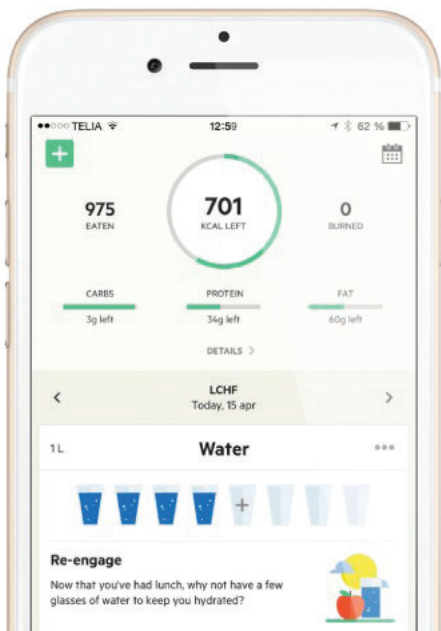 TELIA 12:59 62 %
975 EATEN
701 KCAL LEFT
0 BURNED
CARBS PROTEIN FAT
3g left 34g left 60g left
DETAILS >
< LCHF >
Today, 15 apr
1 L Water
+
Re-engage
Now that you've had lunch, why not have a few
glasses of water to keep you hydrated?